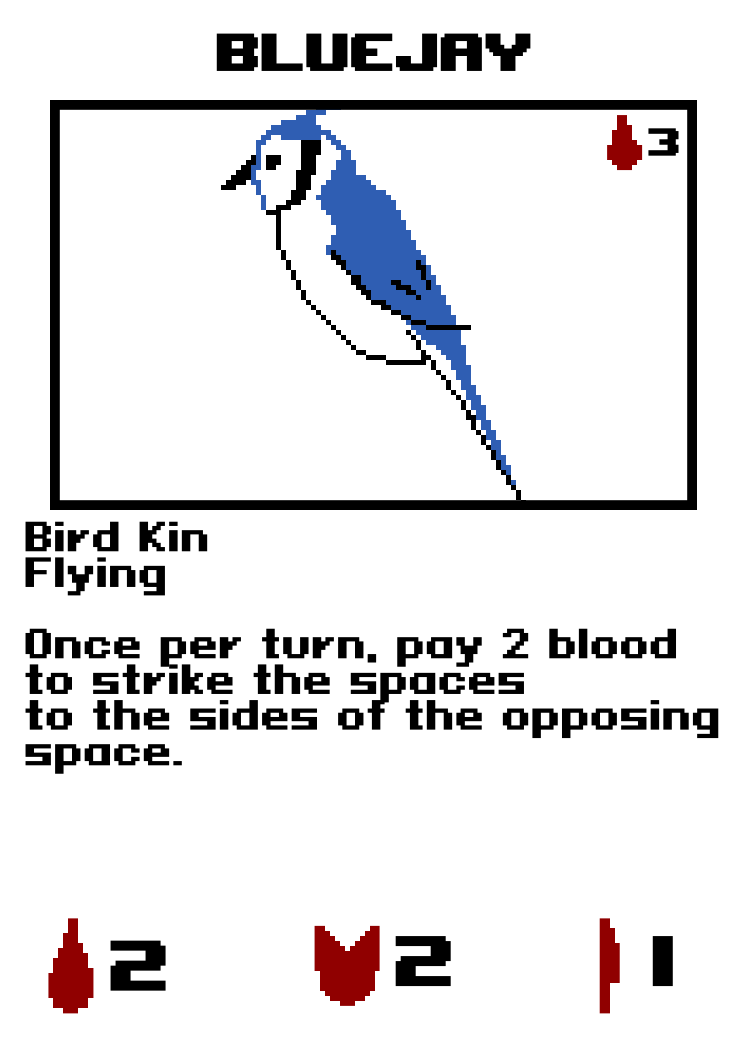 BLUEJAY
3
Bird Kin
Flying
Once per turn, pay 2 blood
to strike the spaces
to the sides of the opposing
space.
2 2 1